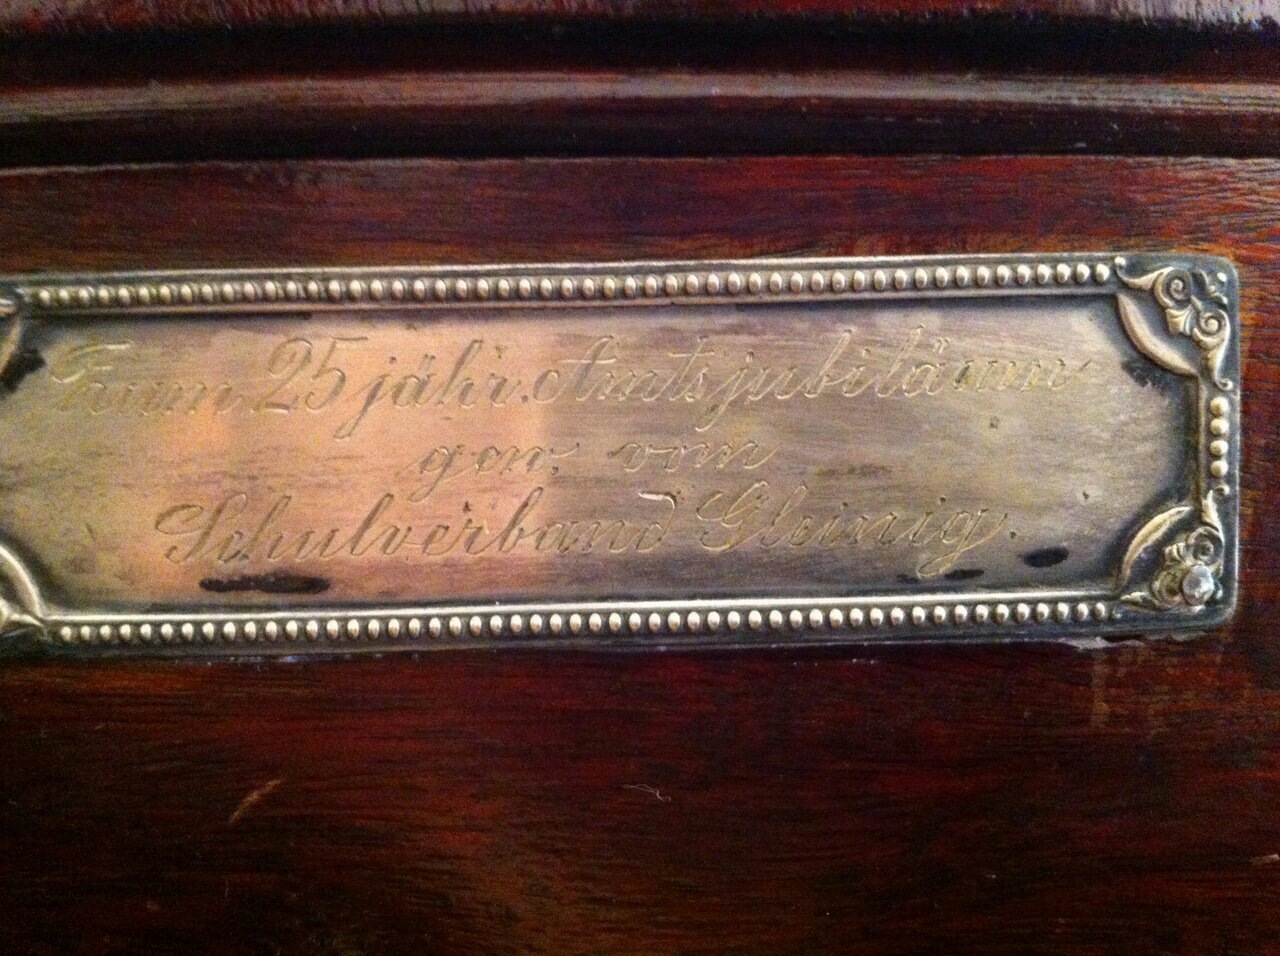 Zum 25 jähr. Amtsjubiläum
gew. vom
Schulverband Gleinig.